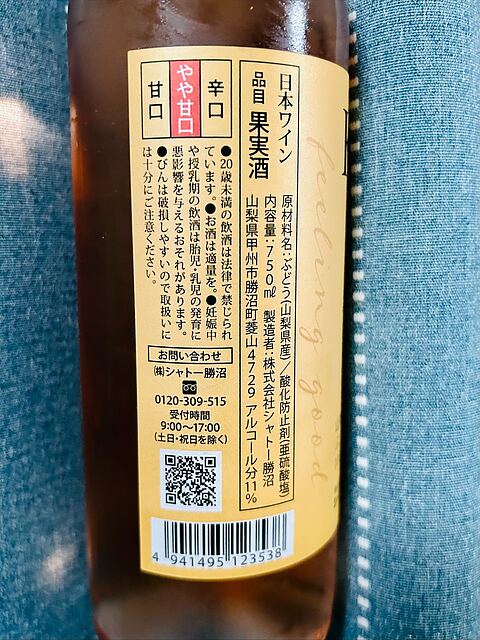 日本ワイン
品目 果実酒
原材料名:ぶどう(山梨県産)/酸化防止剤(亜硫酸塩)
内容量:750㎖ 製造者:株式会社シャトー勝沼
山梨県甲州市勝沼町菱山4729 アルコール分11%
辛口
やや甘口
甘口
●20歳未満の飲酒は法律で禁じられ
ています。●お酒は適量を。●妊娠中
や授乳期の飲酒は胎児・乳児の発育に
悪影響を与えるおそれがあります。
●びんは破損しやすいので取扱いに
は十分にご注意ください。
お問い合わせ
㈱シャトー勝沼
0120-309-515
受付時間
9:00〜17:00
(土日・祝日を除く)
4 941495 123538
feeling good